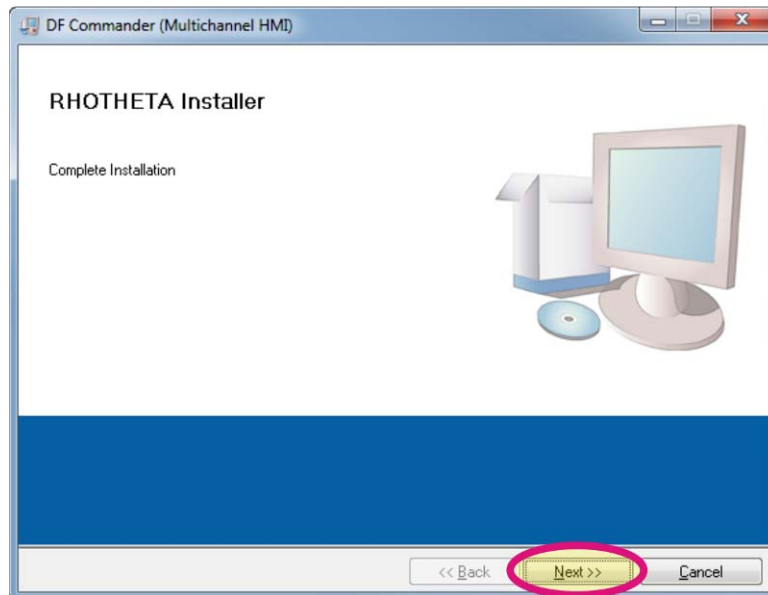 DF Commander (Multichannel HMI)
RHOTHETA Installer
Complete Installation
<< Back Next >> Cancel